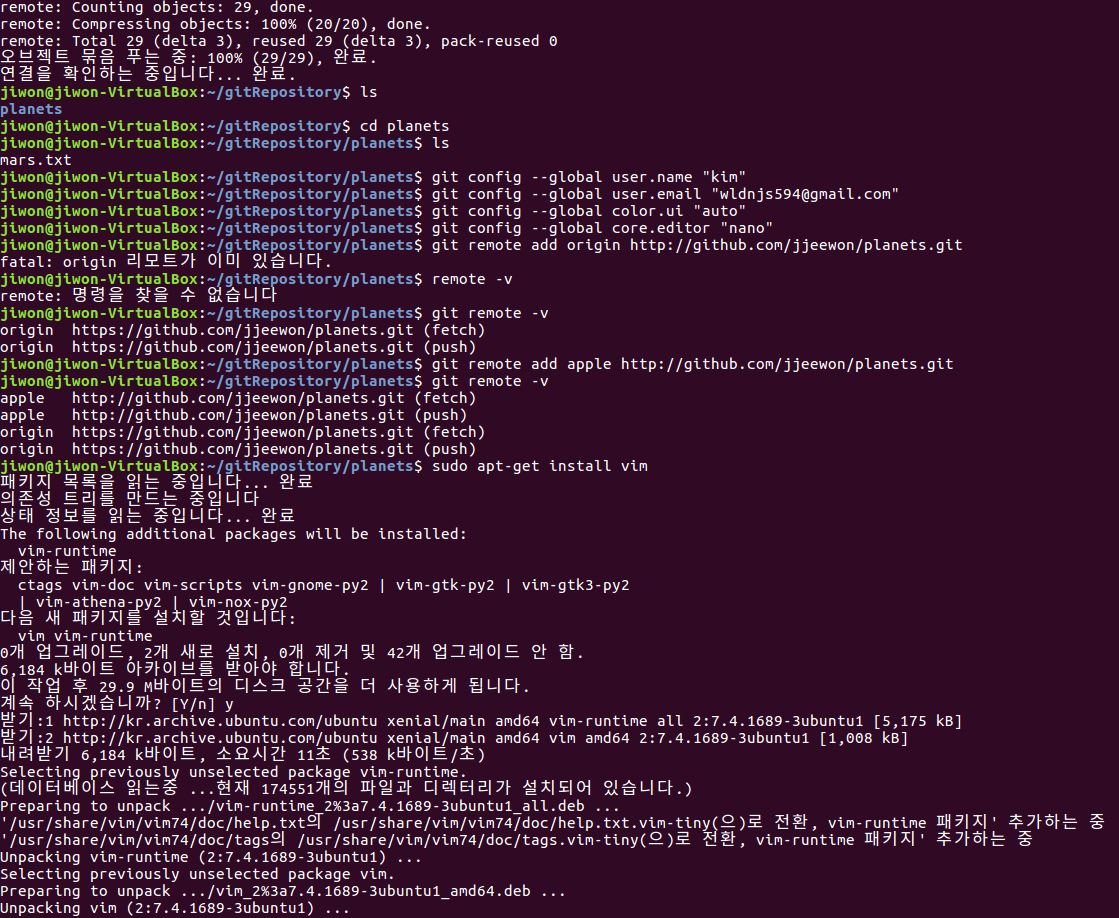 remote: Counting objects: 29, done.
remote: Compressing objects: 100% (20/20), done.
remote: Total 29 (delta 3), reused 29 (delta 3), pack-reused 0
오브젝트 묶음 푸는 중: 100% (29/29), 완료.
연결을 확인하는 중입니다... 완료.
jiwon@jiwon-VirtualBox:~/gitRepository$ ls
planets
jiwon@jiwon-VirtualBox:~/gitRepository$ cd planets
jiwon@jiwon-VirtualBox:~/gitRepository/planets$ ls
mars.txt
jiwon@jiwon-VirtualBox:~/gitRepository/planets$ git config --global user.name "kim"
jiwon@jiwon-VirtualBox:~/gitRepository/planets$ git config --global user.email "wldnjs594@gmail.com"
jiwon@jiwon-VirtualBox:~/gitRepository/planets$ git config --global color.ui "auto"
jiwon@jiwon-VirtualBox:~/gitRepository/planets$ git config --global core.editor "nano"
jiwon@jiwon-VirtualBox:~/gitRepository/planets$ git remote add origin http://github.com/jjeewon/planets.git
fatal: origin 리모트가 이미 있습니다.
jiwon@jiwon-VirtualBox:~/gitRepository/planets$ remote -v
remote: 명령을 찾을 수 없습니다
jiwon@jiwon-VirtualBox:~/gitRepository/planets$ git remote -v
origin  https://github.com/jjeewon/planets.git (fetch)
origin  https://github.com/jjeewon/planets.git (push)
jiwon@jiwon-VirtualBox:~/gitRepository/planets$ git remote add apple http://github.com/jjeewon/planets.git
jiwon@jiwon-VirtualBox:~/gitRepository/planets$ git remote -v
apple   http://github.com/jjeewon/planets.git (fetch)
apple   http://github.com/jjeewon/planets.git (push)
origin  https://github.com/jjeewon/planets.git (fetch)
origin  https://github.com/jjeewon/planets.git (push)
jiwon@jiwon-VirtualBox:~/gitRepository/planets$ sudo apt-get install vim
패키지 목록을 읽는 중입니다... 완료
의존성 트리를 만드는 중입니다
상태 정보를 읽는 중입니다... 완료
The following additional packages will be installed:
  vim-runtime
제안하는 패키지:
  ctags vim-doc vim-scripts vim-gnome-py2 | vim-gtk-py2 | vim-gtk3-py2
  | vim-athena-py2 | vim-nox-py2
다음 새 패키지를 설치할 것입니다:
  vim vim-runtime
0개 업그레이드, 2개 새로 설치, 0개 제거 및 42개 업그레이드 안 함.
6,184 k바이트 아카이브를 받아야 합니다.
이 작업 후 29.9 M바이트의 디스크 공간을 더 사용하게 됩니다.
계속 하시겠습니까? [Y/n] y
받기:1 http://kr.archive.ubuntu.com/ubuntu xenial/main amd64 vim-runtime all 2:7.4.1689-3ubuntu1 [5,175 kB]
받기:2 http://kr.archive.ubuntu.com/ubuntu xenial/main amd64 vim amd64 2:7.4.1689-3ubuntu1 [1,008 kB]
내려받기 6,184 k바이트, 소요시간 11초 (538 k바이트/초)
Selecting previously unselected package vim-runtime.
(데이터베이스 읽는중 ...현재 174551개의 파일과 디렉터리가 설치되어 있습니다.)
Preparing to unpack .../vim-runtime_2%3a7.4.1689-3ubuntu1_all.deb ...
'/usr/share/vim/vim74/doc/help.txt의 /usr/share/vim/vim74/doc/help.txt.vim-tiny(으)로 전환, vim-runtime 패키지' 추가하는 중
'/usr/share/vim/vim74/doc/tags의 /usr/share/vim/vim74/doc/tags.vim-tiny(으)로 전환, vim-runtime 패키지' 추가하는 중
Unpacking vim-runtime (2:7.4.1689-3ubuntu1) ...
Selecting previously unselected package vim.
Preparing to unpack .../vim_2%3a7.4.1689-3ubuntu1_amd64.deb ...
Unpacking vim (2:7.4.1689-3ubuntu1) ...